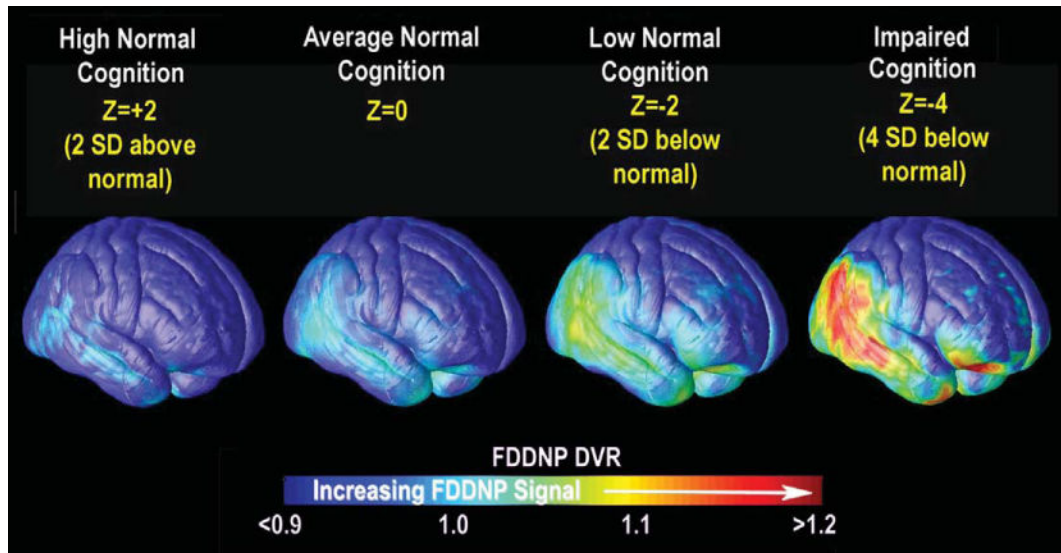 High Normal
Cognition
Z=+2
(2 SD above
normal)
Average Normal
Cognition
Z=0
Low Normal
Cognition
Z=-2
(2 SD below
normal)
Impaired
Cognition
Z=-4
(4 SD below
normal)
FDDNP DVR
Increasing FDDNP Signal
<0.9 1.0 1.1 >1.2